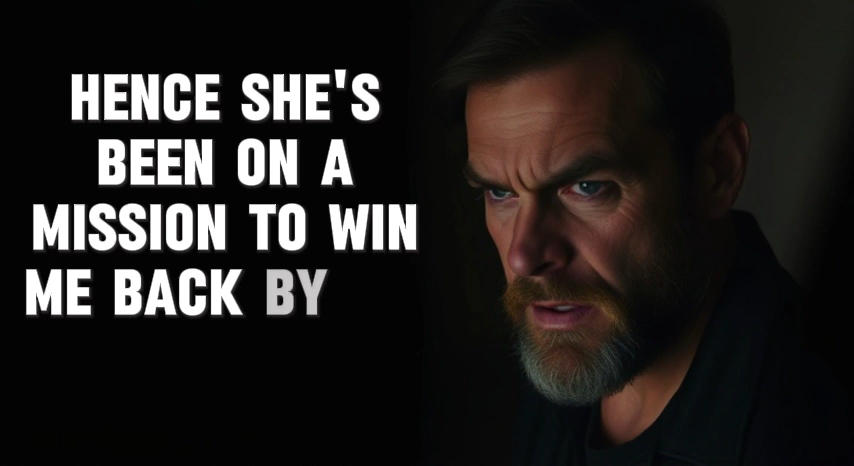 HENCE SHE'S
BEEN ON A
MISSION TO WIN
ME BACK BY